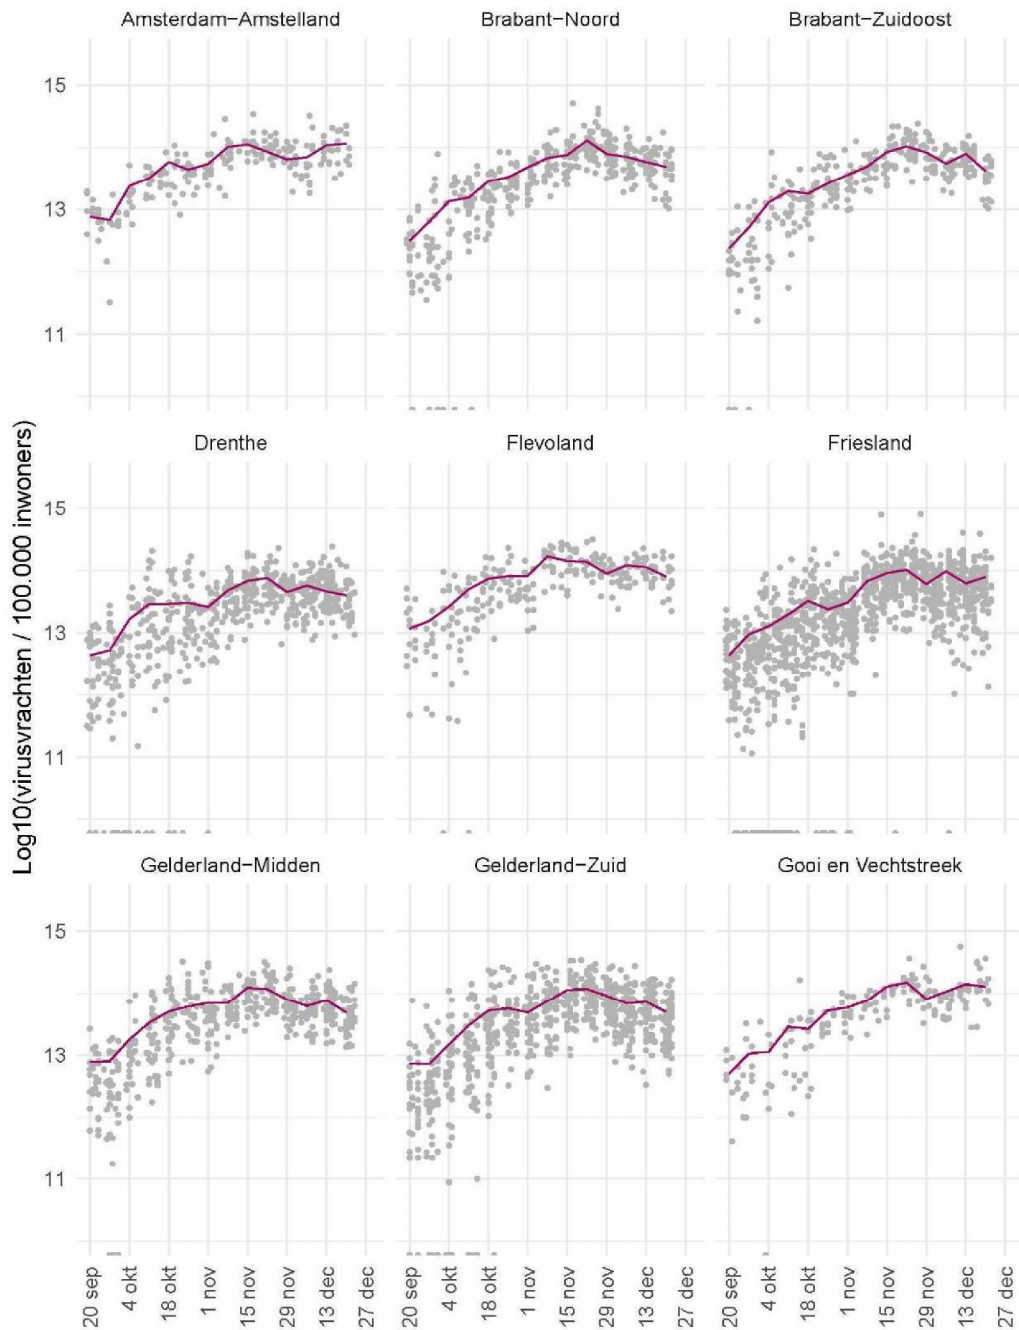 Amsterdam−Amstelland
Brabant−Noord
Brabant−Zuidoost
15
13
11
Drenthe
Flevoland
Friesland
15
13
11
Log10(virusvrachten / 100.000 inwoners)
Gelderland−Midden
Gelderland−Zuid
Gooi en Vechtstreek
15
13
11
20 sep
4 okt
18 okt
1 nov
15 nov
29 nov
13 dec
27 dec
20 sep
4 okt
18 okt
1 nov
15 nov
29 nov
13 dec
27 dec
20 sep
4 okt
18 okt
1 nov
15 nov
29 nov
13 dec
27 dec